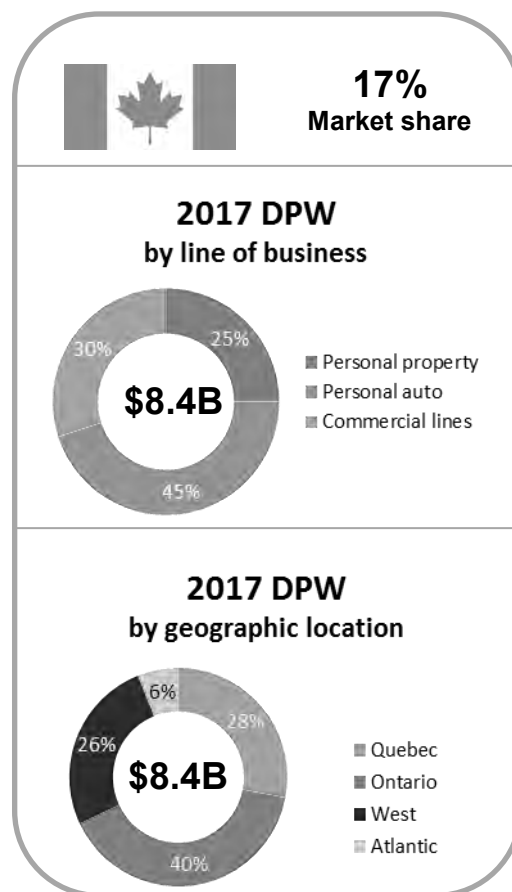 17%
Market share
2017 DPW
by line of business
25%
30%
$8.4B
45%
Personal property
Personal auto
Commercial lines
2017 DPW
by geographic location
6%
28%
26%
$8.4B
40%
Quebec
Ontario
West
Atlantic